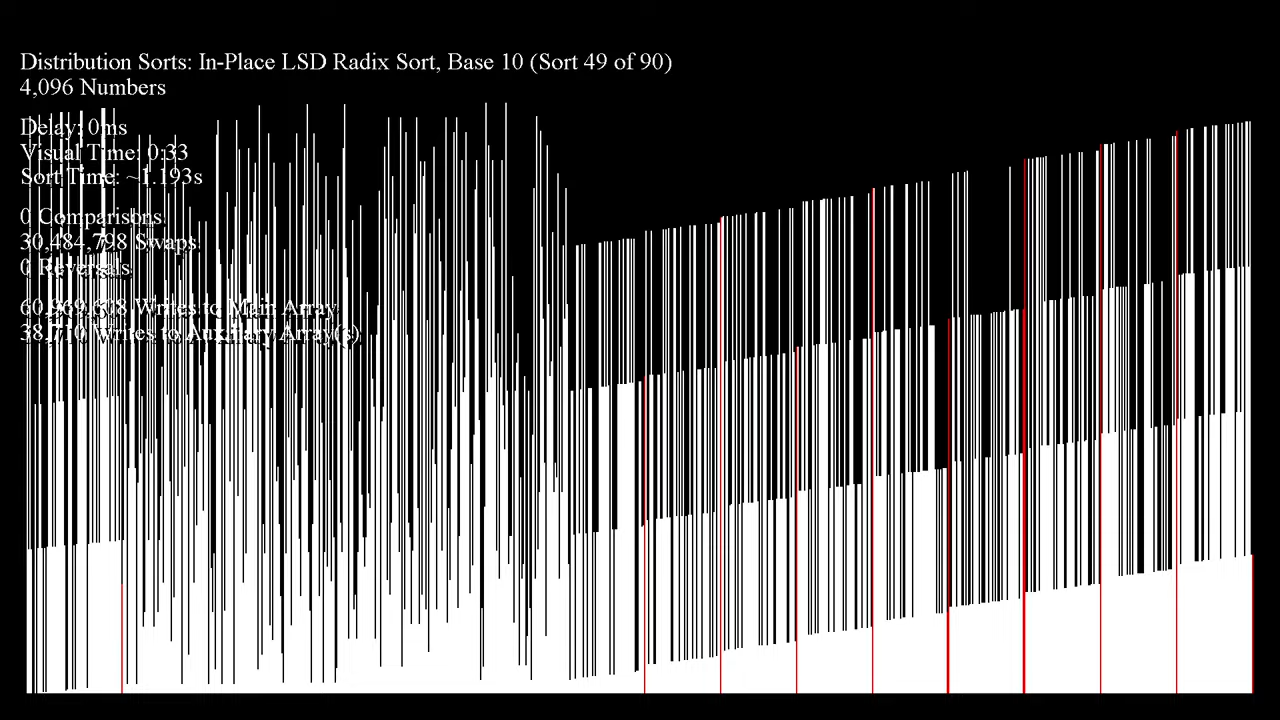 Distribution Sorts: In-Place LSD Radix Sort, Base 10 (Sort 49 of 90)
4,096 Numbers
Delay: 0ms
Visual Time: 0:33
Sort Time: ~1.193s
0 Comparisons
30,484,798 Swaps
0 Reversals
Writes to Main Array
38,710 Writes to Auxiliary Array(s)